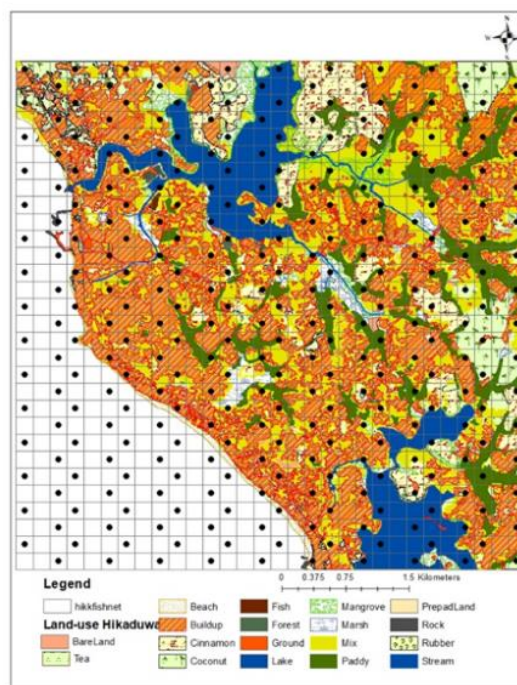 Legend
0 0.375 0.75 1.5 Kilometers
hikkfishnet Beach Fish Mangrove PrepadLand
Land-use Hikaduwa Buildup Forest Marsh Rock
BareLand Cinnamon Ground Mix Rubber
Tea Coconut Lake Paddy Stream